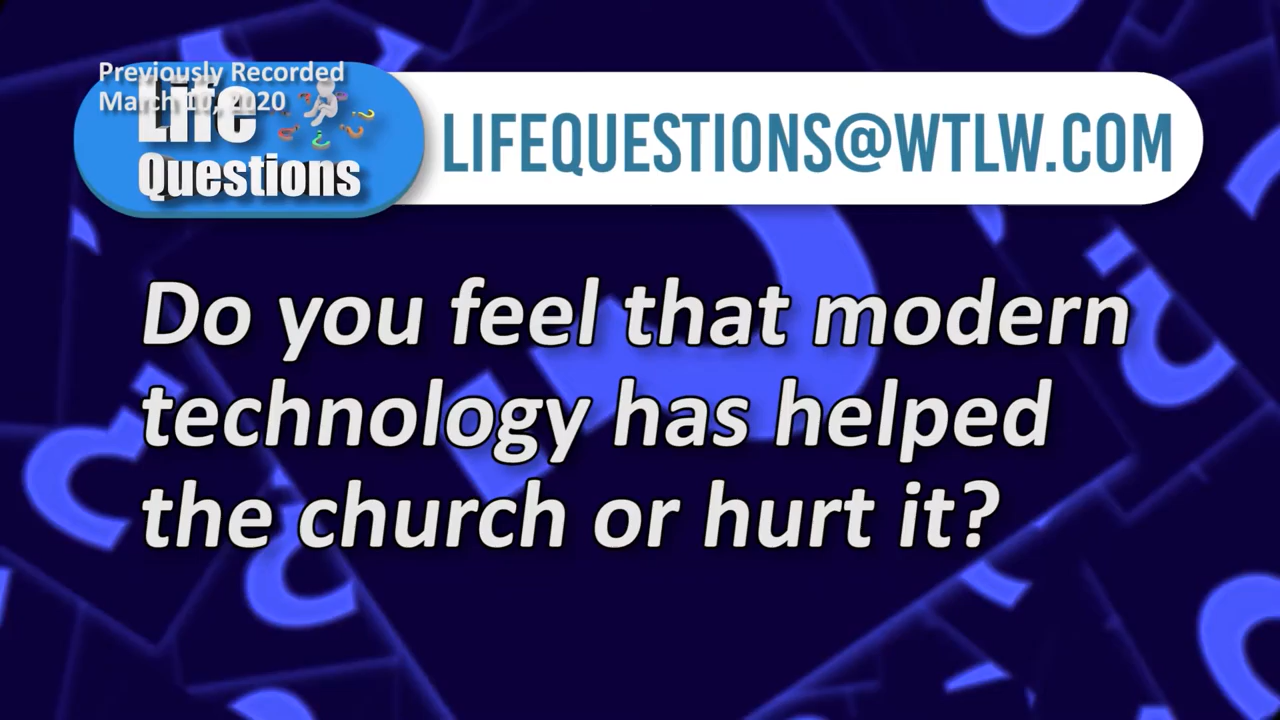 Previously Recorded
March 10, 2020
Life
Questions
LIFEQUESTIONS@WTLW.COM
Do you feel that modern
technology has helped
the church or hurt it?